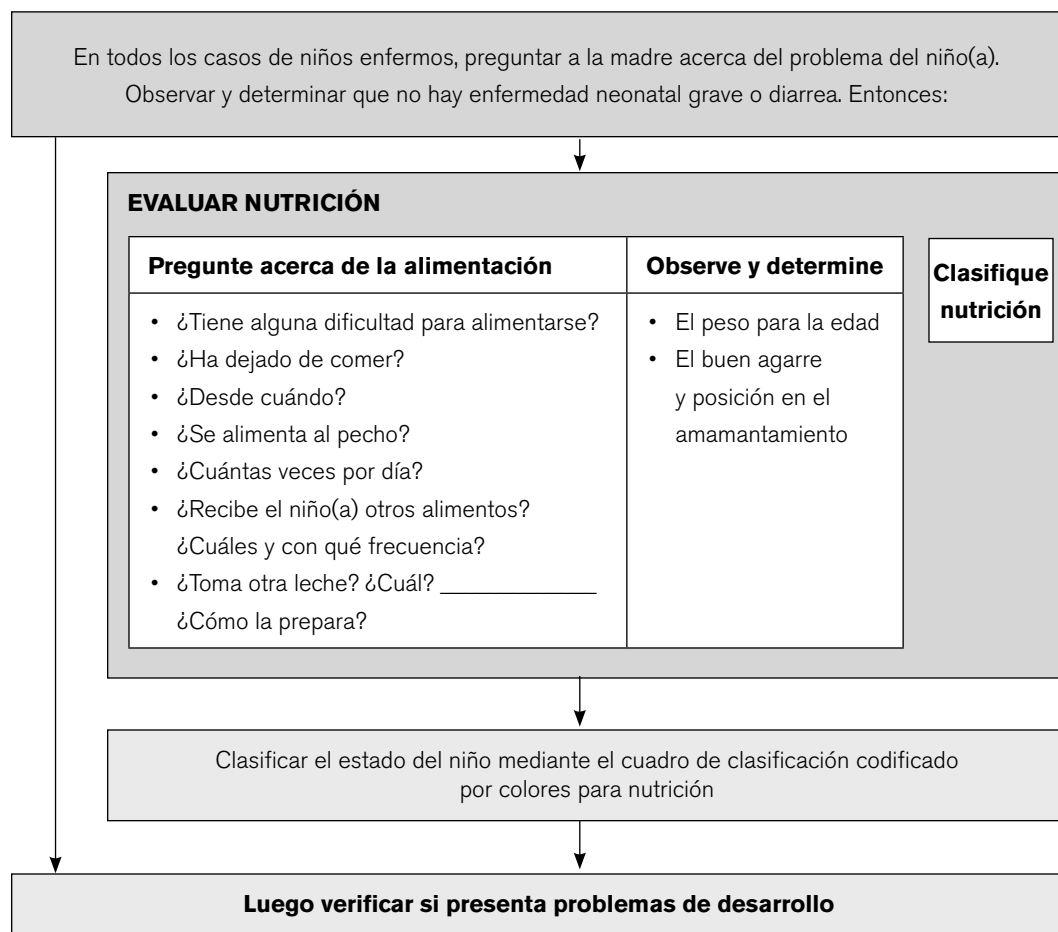 En todos los casos de niños enfermos, preguntar a la madre acerca del problema del niño(a).
Observar y determinar que no hay enfermedad neonatal grave o diarrea. Entonces:
EVALUAR NUTRICIÓN
Pregunte acerca de la alimentación
• ¿Tiene alguna dificultad para alimentarse?
• ¿Ha dejado de comer?
• ¿Desde cuándo?
• ¿Se alimenta al pecho?
• ¿Cuántas veces por día?
• ¿Recibe el niño(a) otros alimentos?
¿Cuáles y con qué frecuencia?
• ¿Toma otra leche? ¿Cuál? ______________
¿Cómo la prepara?
Observe y determine
• El peso para la edad
• El buen agarre
y posición en el
amamantamiento
Clasifique
nutrición
Clasificar el estado del niño mediante el cuadro de clasificación codificado
por colores para nutrición
Luego verificar si presenta problemas de desarrollo